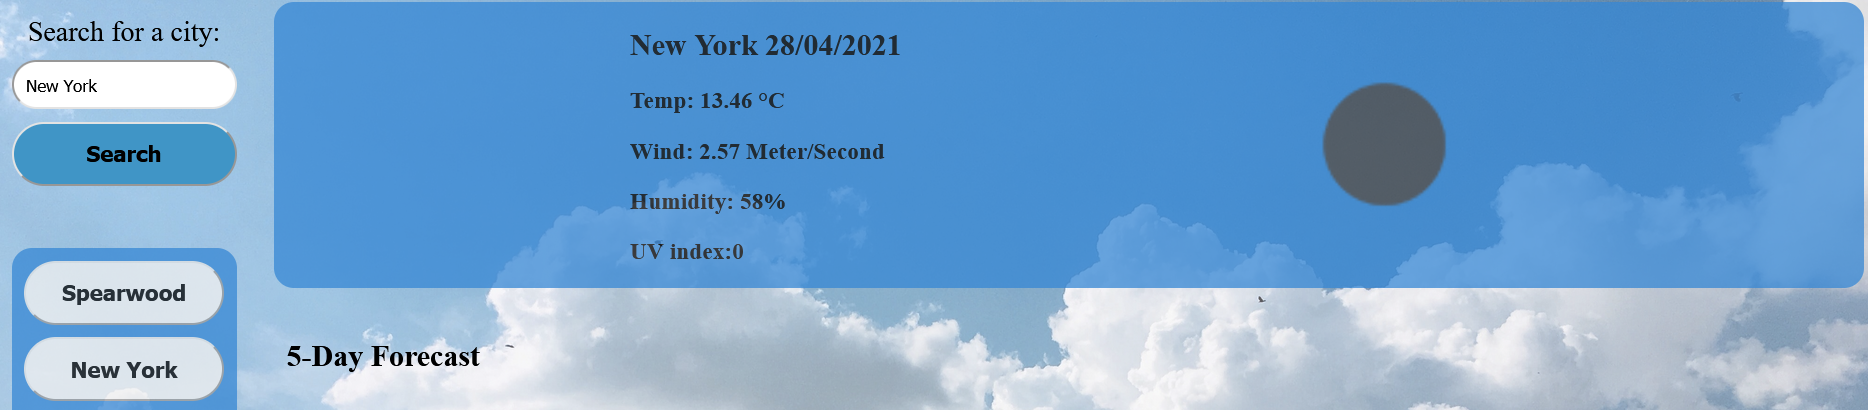 Search for a city:
New York
Search
Spearwood
New York
New York 28/04/2021
Temp: 13.46 °C
Wind: 2.57 Meter/Second
Humidity: 58%
UV index:0
5-Day Forecast